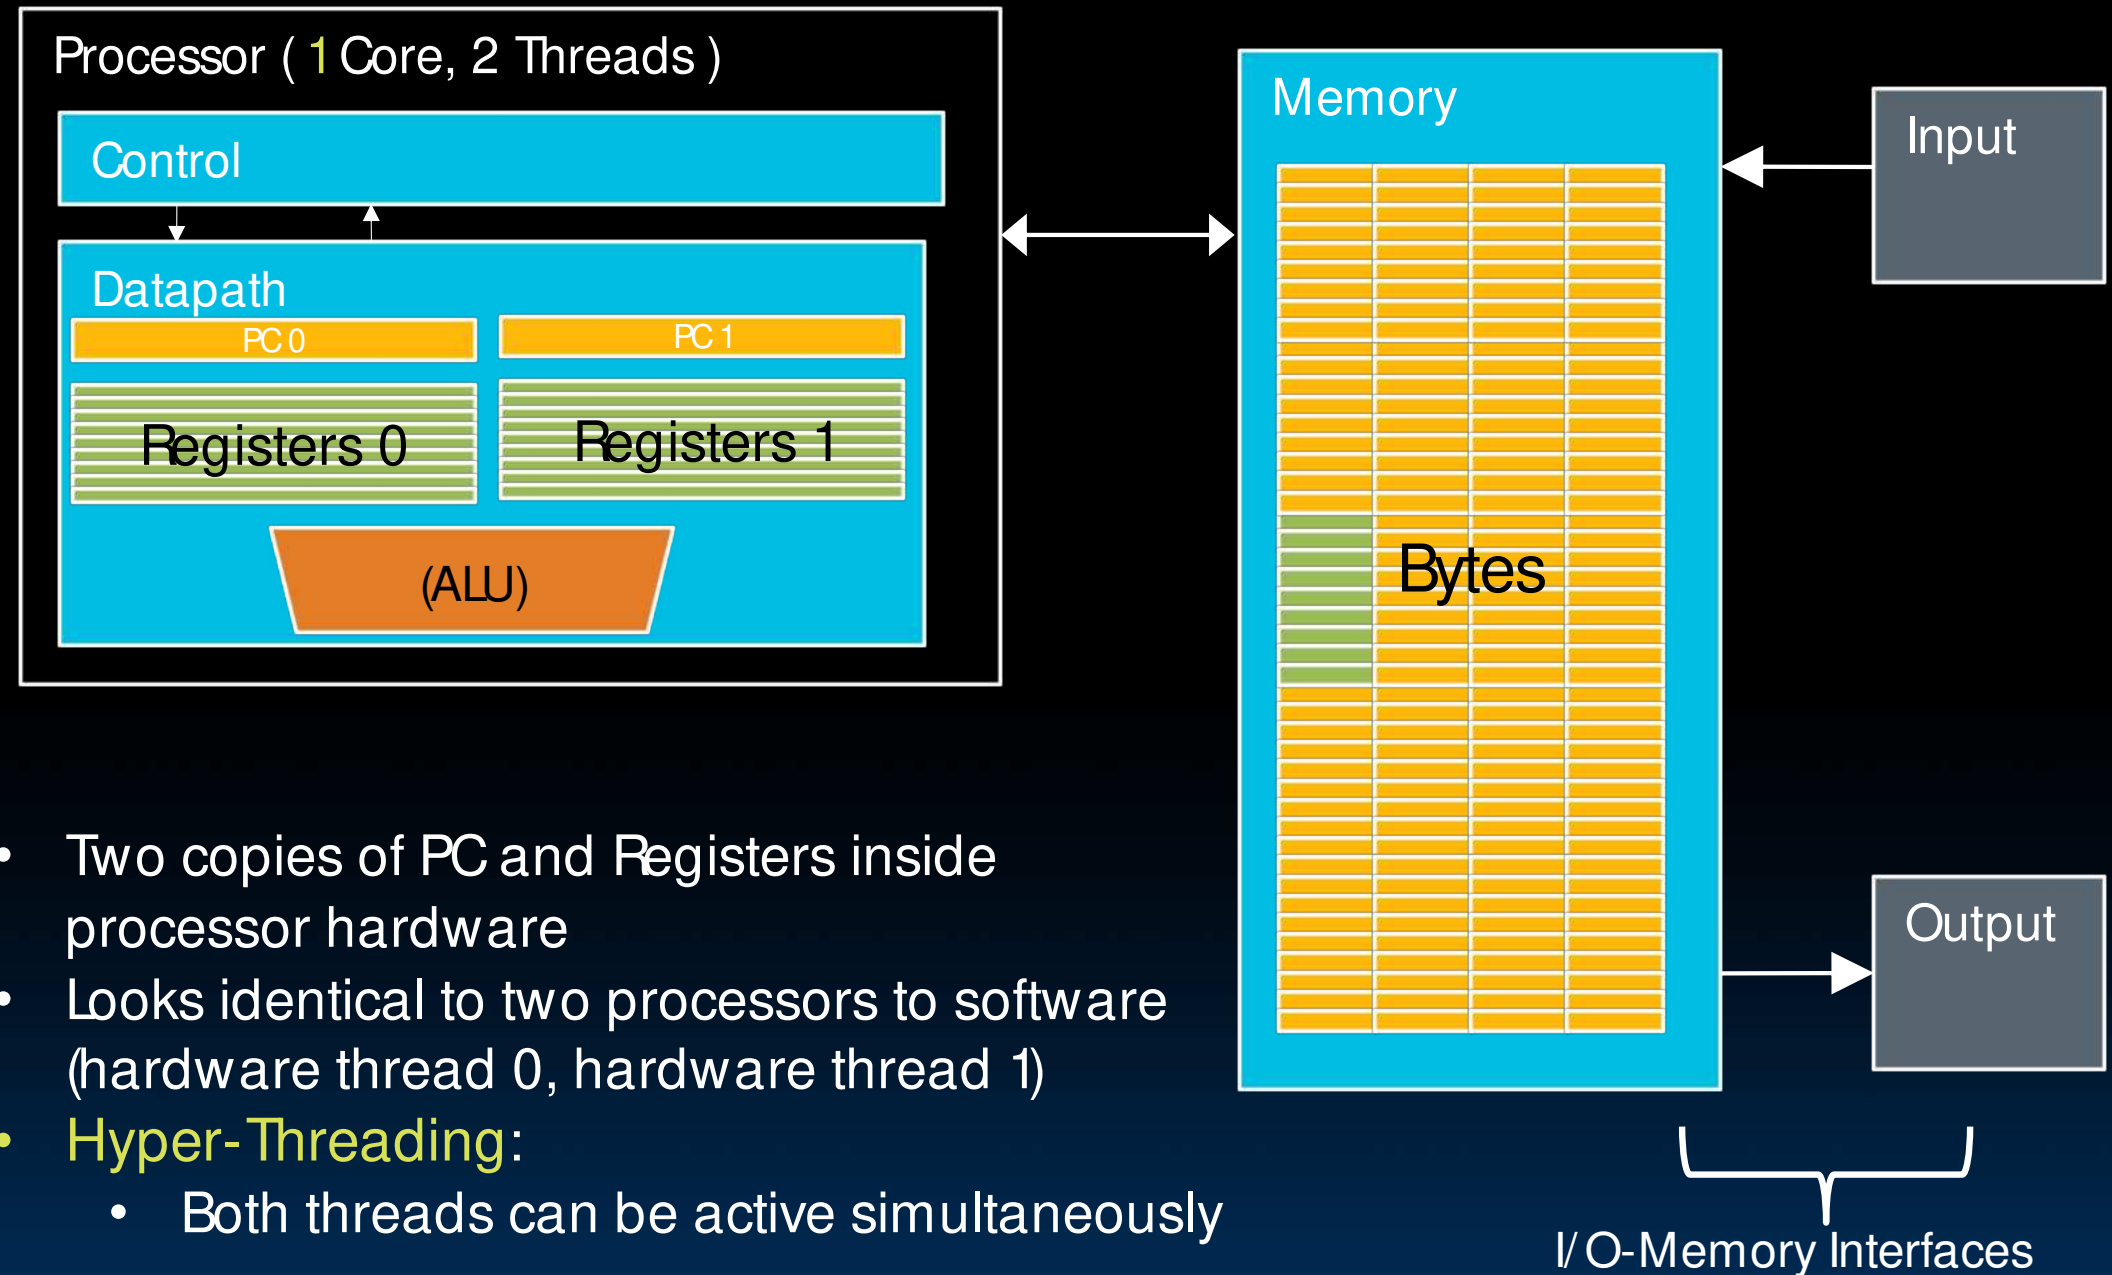 Processor ( 1 Core, 2 Threads )
Control
Datapath
PC 0
PC 1
Registers 0
Registers 1
(ALU)
Memory
Bytes
Input
Output
I/O-Memory Interfaces
• Two copies of PC and Registers inside
processor hardware
• Looks identical to two processors to software
(hardware thread 0, hardware thread 1)
• Hyper-Threading:
• Both threads can be active simultaneously